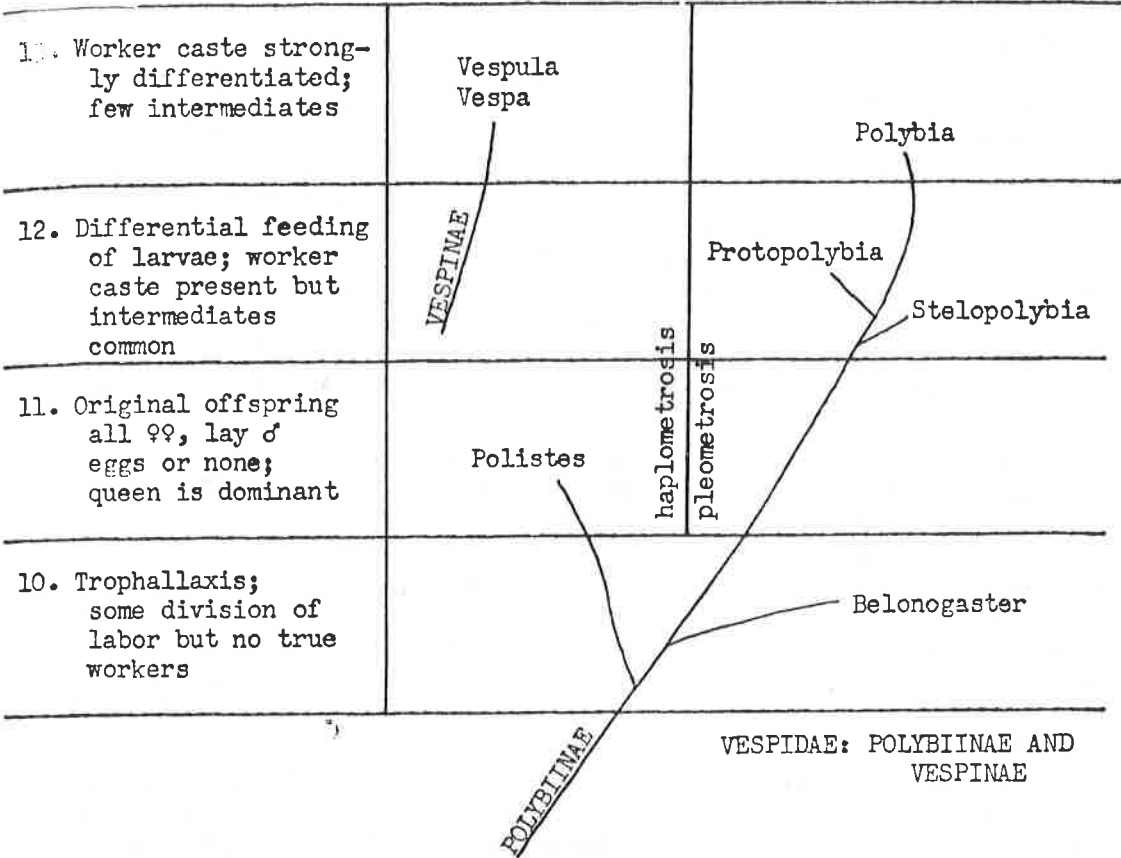 Worker caste strong-
ly differentiated;
few intermediates
Vespula
Vespa
Polybia
12. Differential feeding
of larvae; worker
caste present but
intermediates
common
VESPINAE
Protopolybia
Stelopolybia
haplometrosis
pleometrosis
11. Original offspring
all ♀♀, lay ♂
eggs or none;
queen is dominant
Polistes
10. Trophallaxis;
some division of
labor but no true
workers
Belonogaster
POLYBIINAE
VESPIDAE: POLYBIINAE AND
VESPINAE